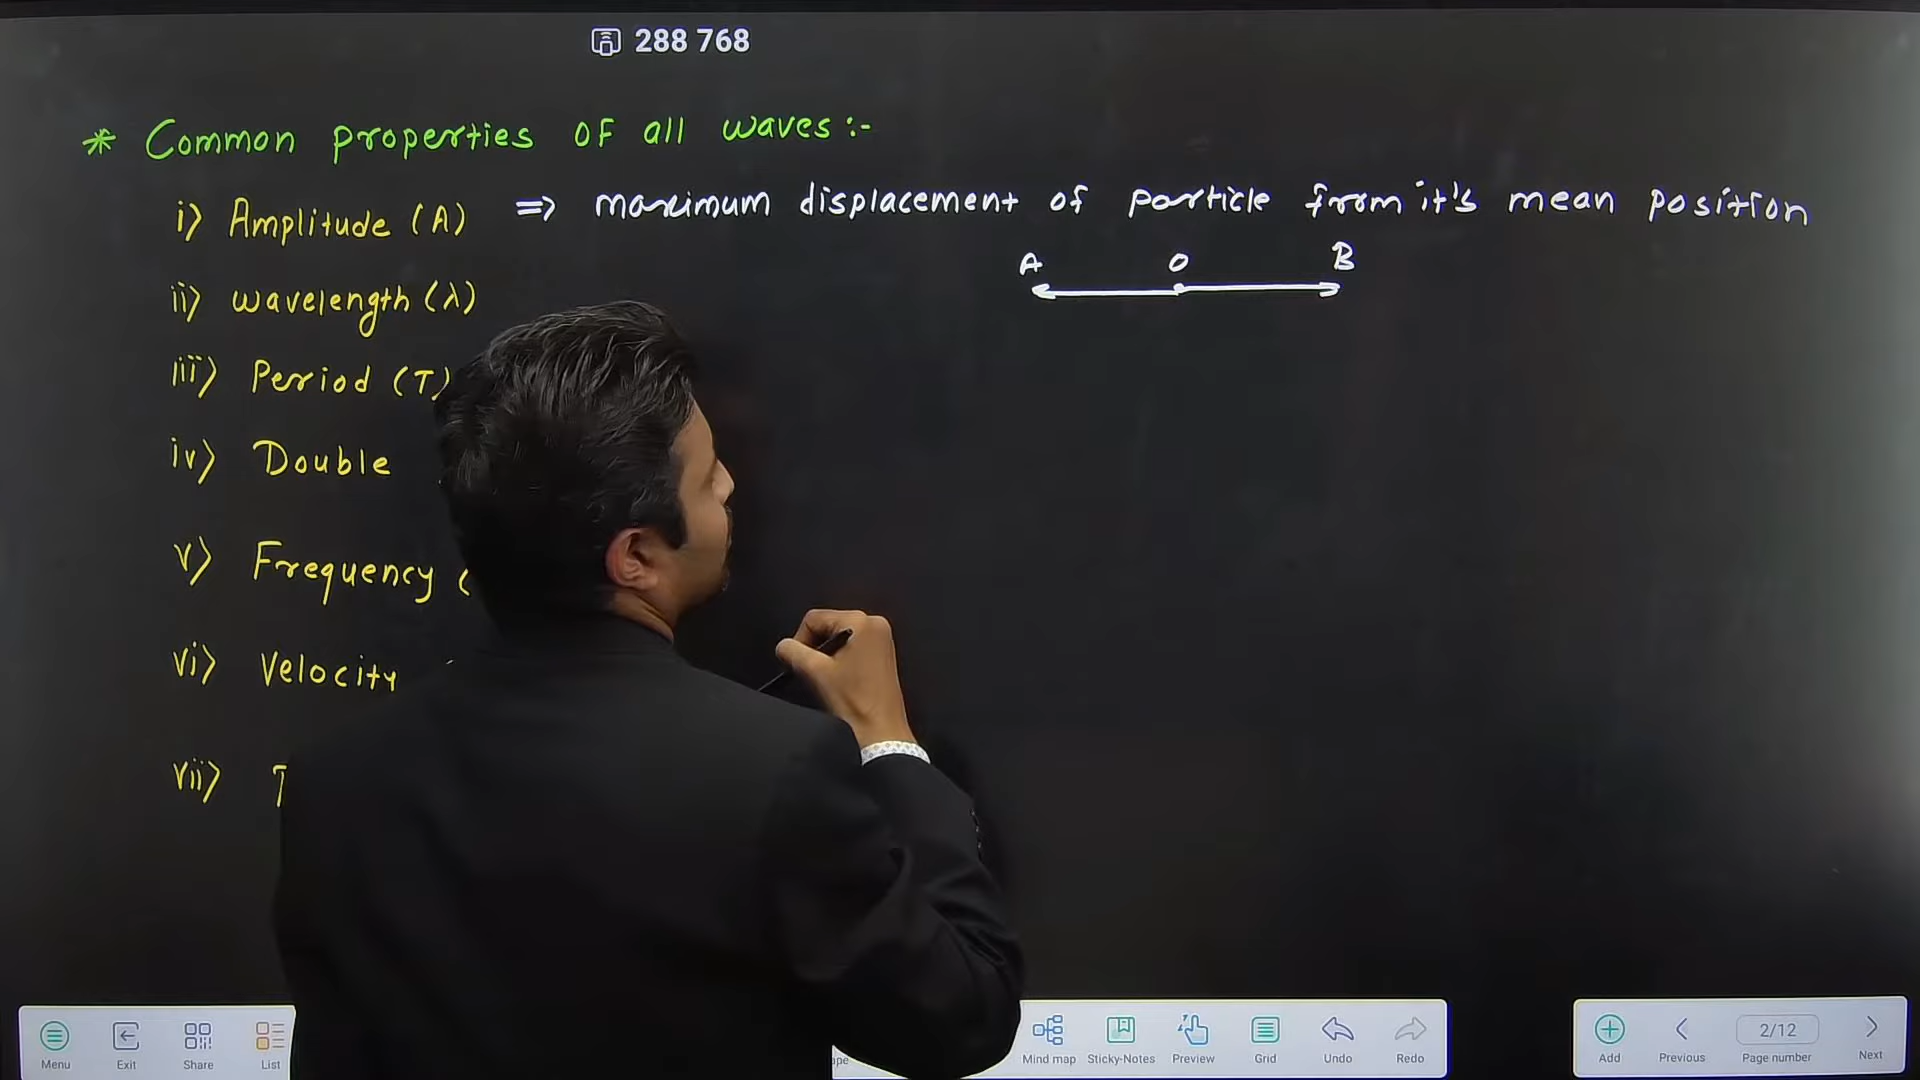 288 768
* Common properties of all waves :-
i) Amplitude (A) => maximum displacement of particle from it's mean position
A O B
ii) wavelength (λ)
iii) Period (T)
iv) Double
v) Frequency (
vi) Velocity
vii) T
Menu Exit Share List Mind map Sticky-Notes Preview Grid Undo Redo Add Previous 2/12 Page number Next